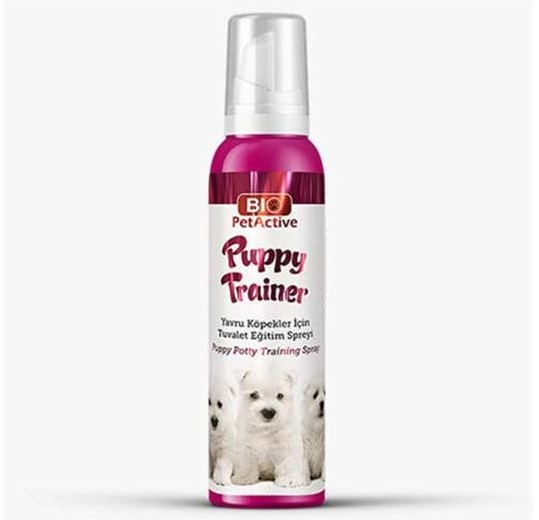 BIO
PetActive
Puppy
Trainer
Yavru Köpekler İçin
Tuvalet Eğitim Spreyi
Puppy Potty Training Spray